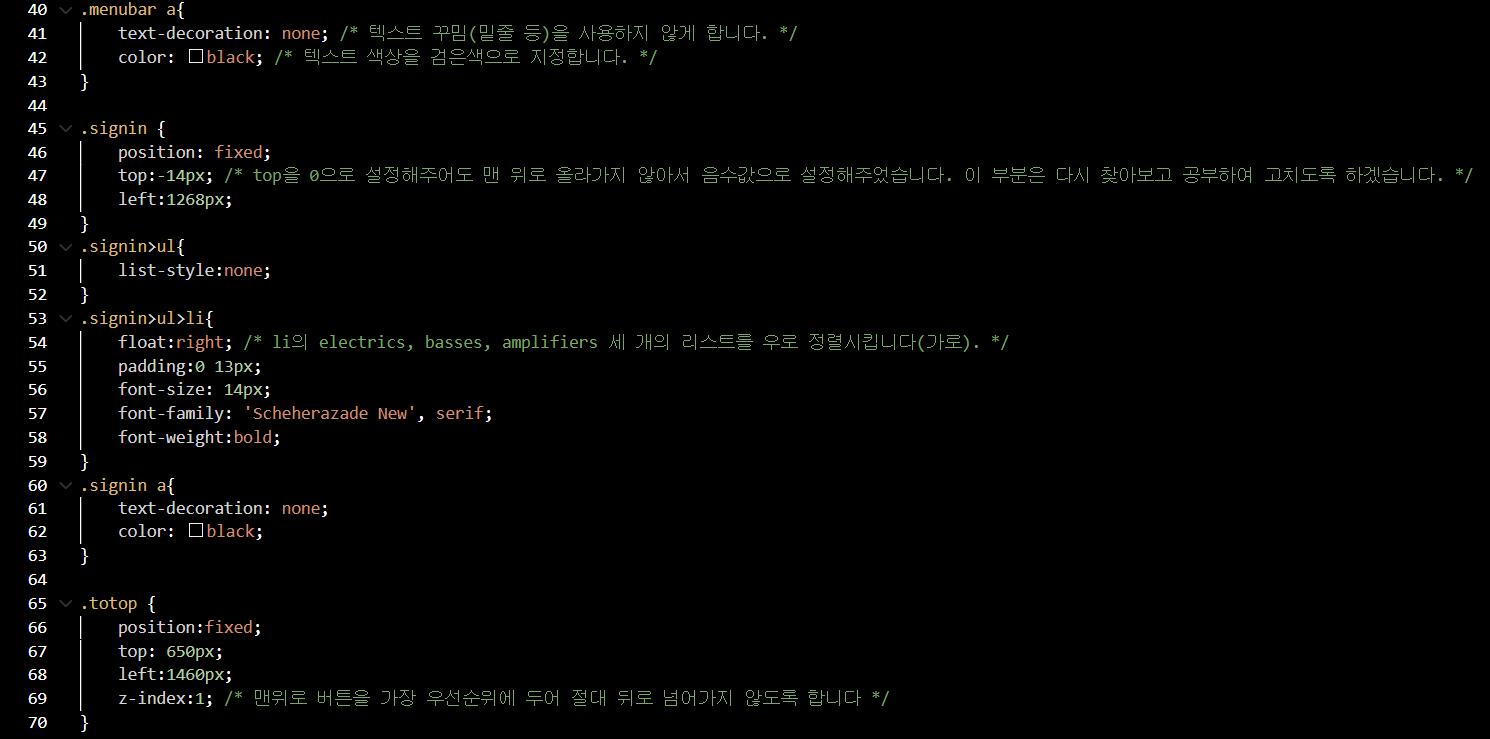 40 .menubar a{
41 text-decoration: none; /* 텍스트 꾸밈(밑줄 등)을 사용하지 않게 합니다. */
42 color: black; /* 텍스트 색상을 검은색으로 지정합니다. */
43 }
44
45 .signin {
46 position: fixed;
47 top:-14px; /* top을 0으로 설정해주어도 맨 위로 올라가지 않아서 음수값으로 설정해주었습니다. 이 부분은 다시 찾아보고 공부하여 고치도록 하겠습니다. */
48 left:1268px;
49 }
50 .signin>ul{
51 list-style:none;
52 }
53 .signin>ul>li{
54 float:right; /* li의 electrics, basses, amplifiers 세 개의 리스트를 우로 정렬시킵니다(가로). */
55 padding:0 13px;
56 font-size: 14px;
57 font-family: 'Scheherazade New', serif;
58 font-weight:bold;
59 }
60 .signin a{
61 text-decoration: none;
62 color: black;
63 }
64
65 .totop {
66 position:fixed;
67 top: 650px;
68 left:1460px;
69 z-index:1; /* 맨위로 버튼을 가장 우선순위에 두어 절대 뒤로 넘어가지 않도록 합니다 */
70 }